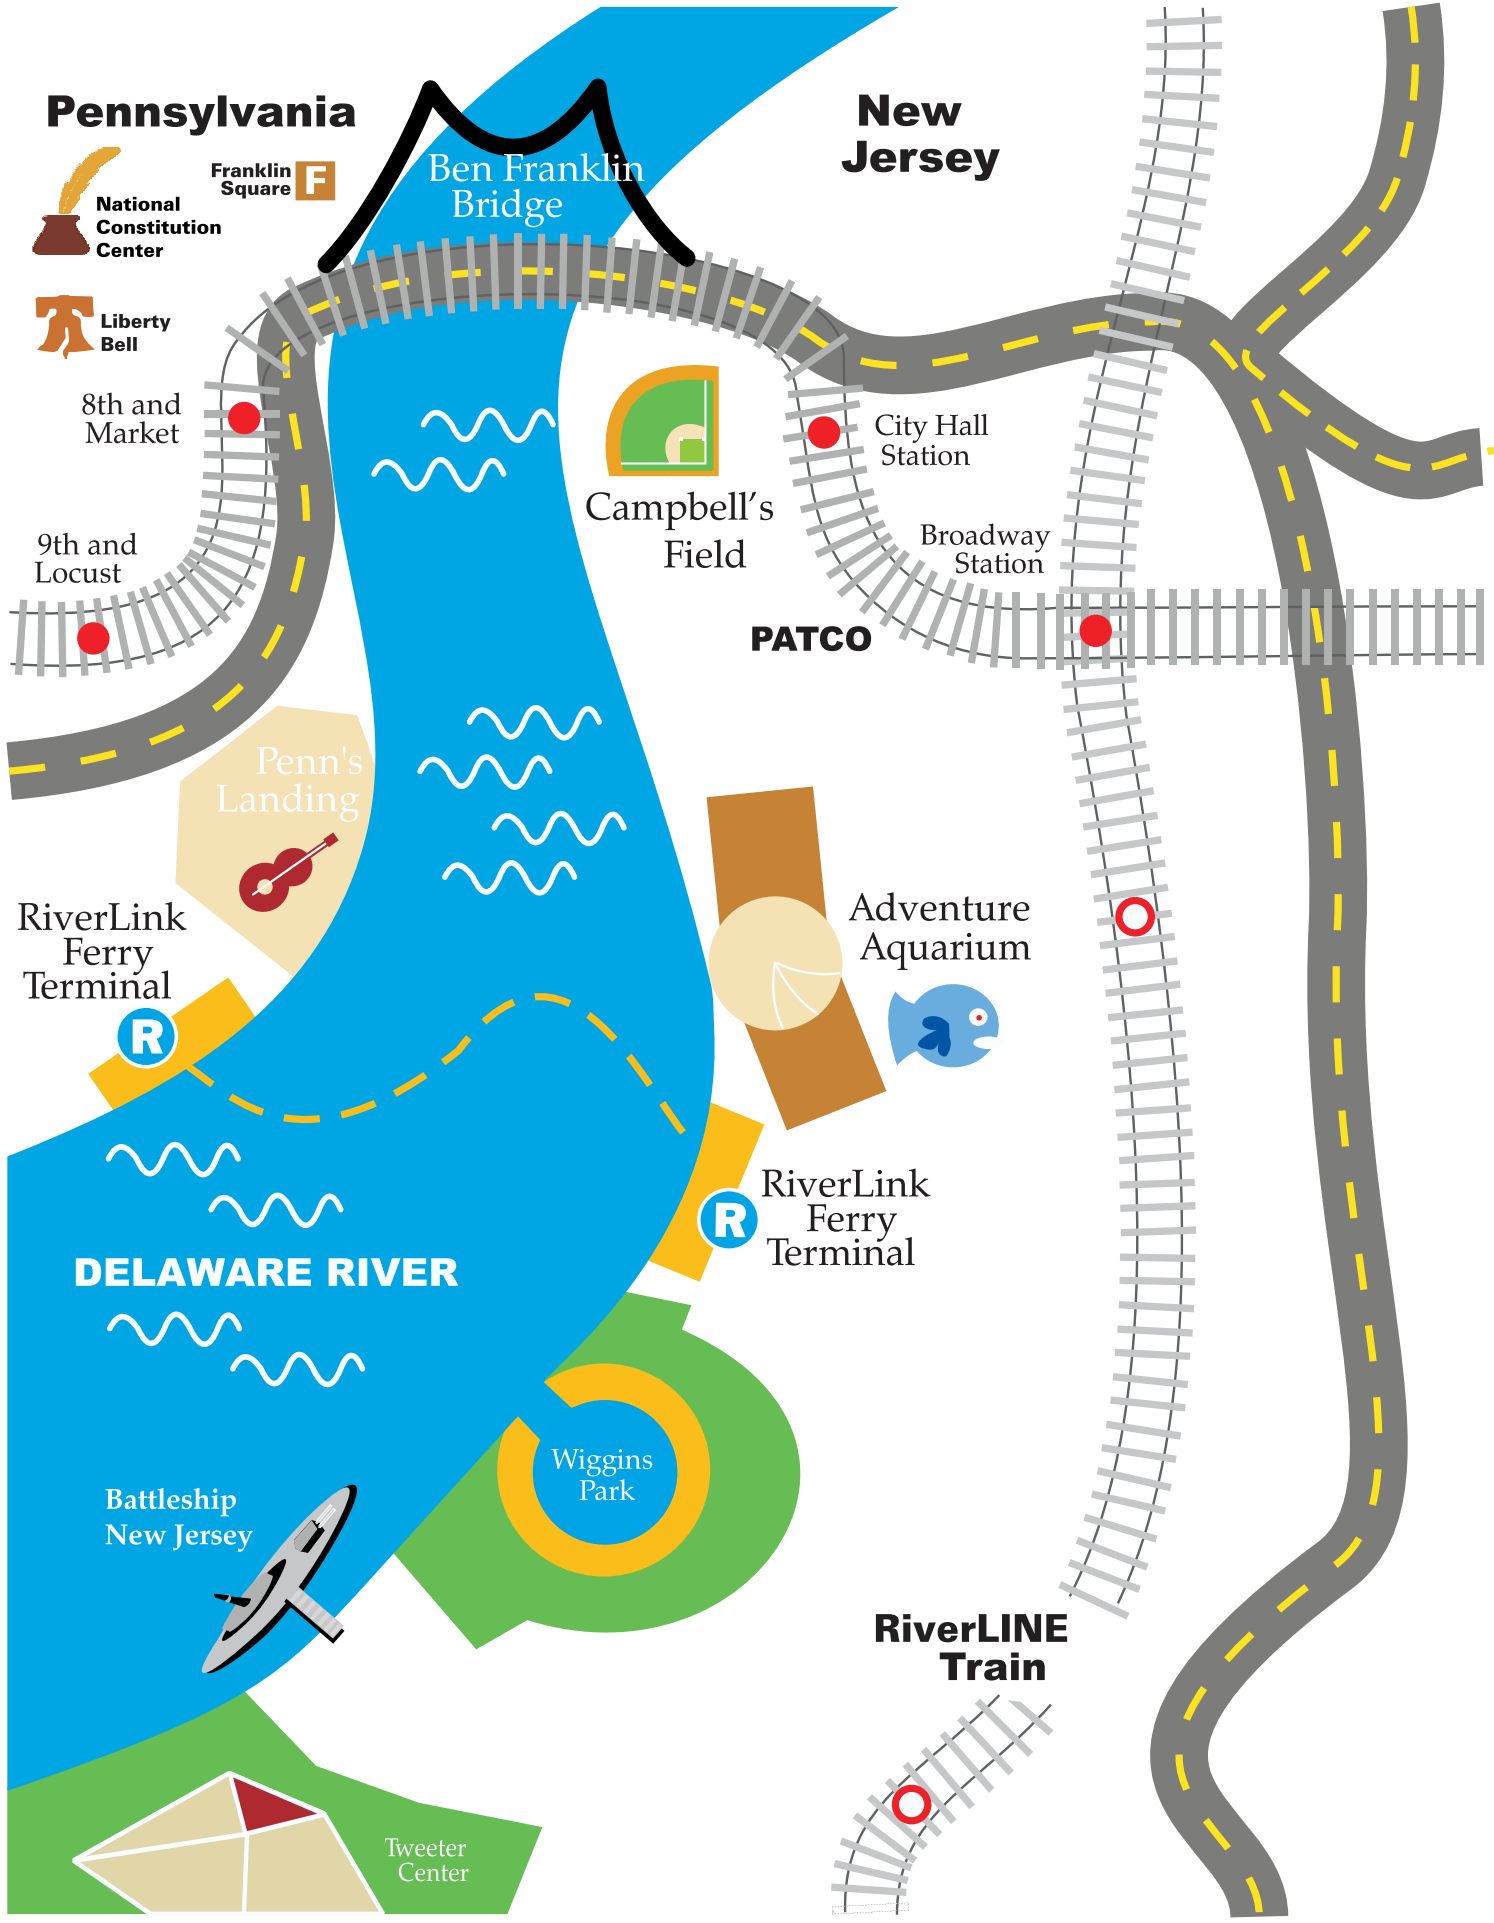 Pennsylvania
New
Jersey
Franklin
Square
F
Ben Franklin
Bridge
National
Constitution
Center
Liberty
Bell
8th and
Market
City Hall
Station
Campbell's
Field
9th and
Locust
Broadway
Station
PATCO
Penn's
Landing
RiverLink
Ferry
Terminal
R
Adventure
Aquarium
RiverLink
Ferry
Terminal
R
DELAWARE RIVER
Wiggins
Park
Battleship
New Jersey
RiverLINE
Train
Tweeter
Center